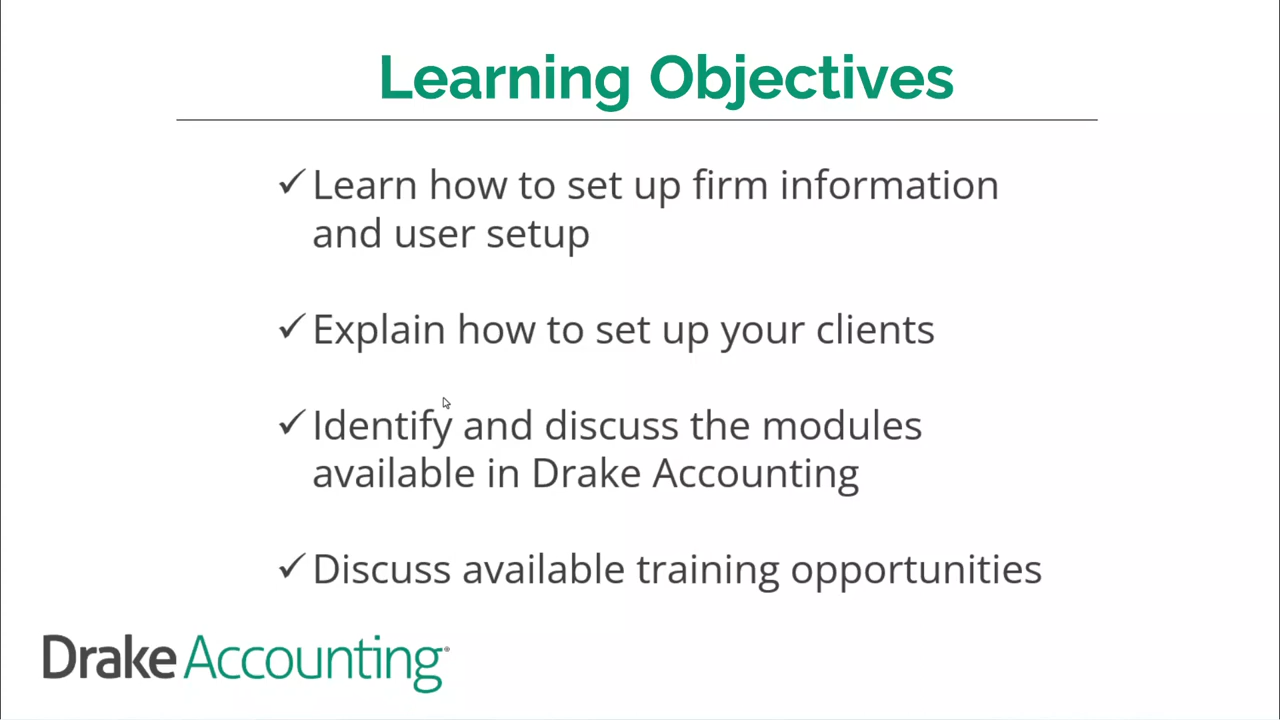 Learning Objectives
✓ Learn how to set up firm information
and user setup
✓ Explain how to set up your clients
✓ Identify and discuss the modules
available in Drake Accounting
✓ Discuss available training opportunities
Drake Accounting®